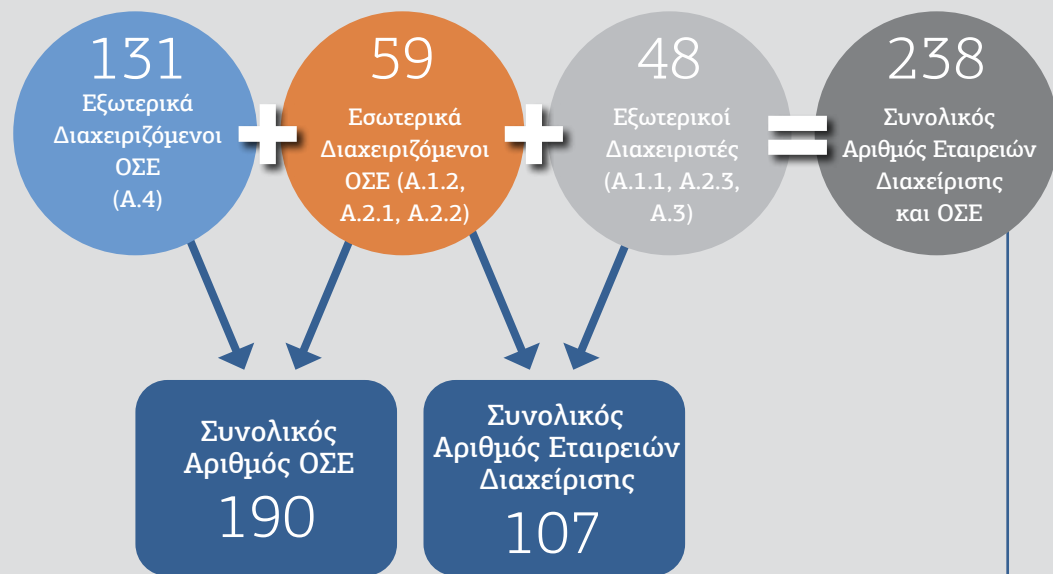 131
Εξωτερικά
Διαχειριζόμενοι
ΟΣΕ
(Α.4)
+
59
Εσωτερικά
Διαχειριζόμενοι
ΟΣΕ (Α.1.2,
Α.2.1, Α.2.2)
+
48
Εξωτερικοί
Διαχειριστές
(Α.1.1, Α.2.3,
Α.3)
=
238
Συνολικός
Αριθμός Εταιρειών
Διαχείρισης
και ΟΣΕ
Συνολικός
Αριθμός ΟΣΕ
190
Συνολικός
Αριθμός Εταιρειών
Διαχείρισης
107